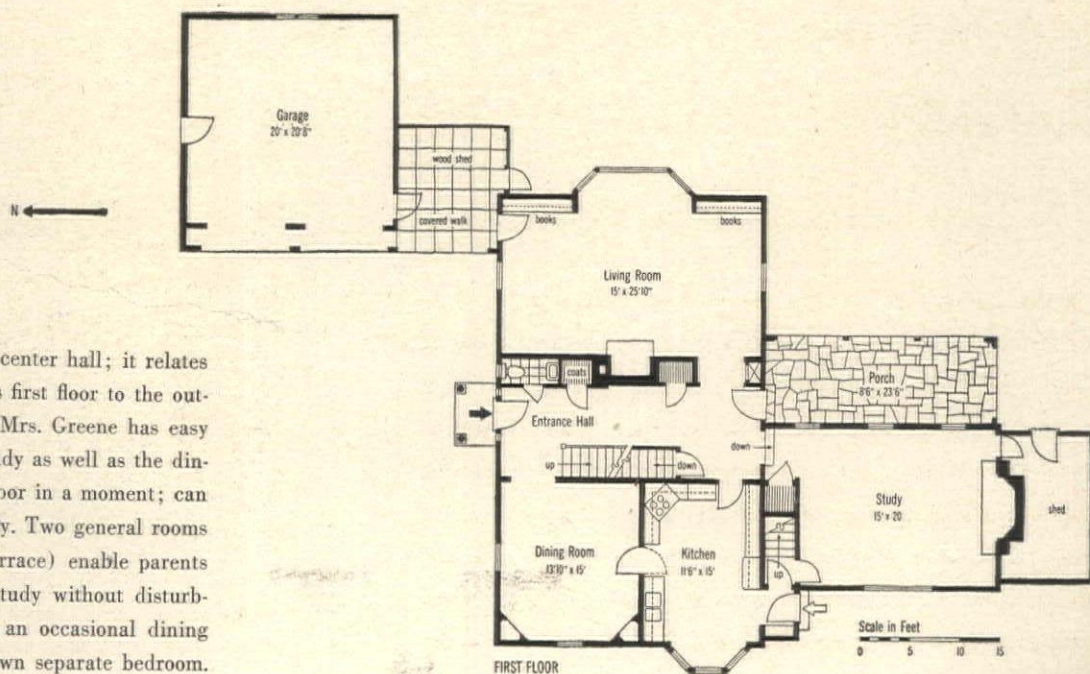 Garage
20' x 20'8"
wood shed
covered walk
N
books
books
Living Room
15' x 25'10"
center hall; it relates
first floor to the out-
Mrs. Greene has easy
dy as well as the din-
oor in a moment; can
y. Two general rooms
rrace) enable parents
tudy without disturb-
an occasional dining
wn separate bedroom.
coats
Porch
8'6" x 23'6"
Entrance Hall
up
down
down
Study
15' x 20
shed
Dining Room
13'10" x 15'
Kitchen
11'6" x 15'
up
Scale in Feet
0 5 10 15
FIRST FLOOR